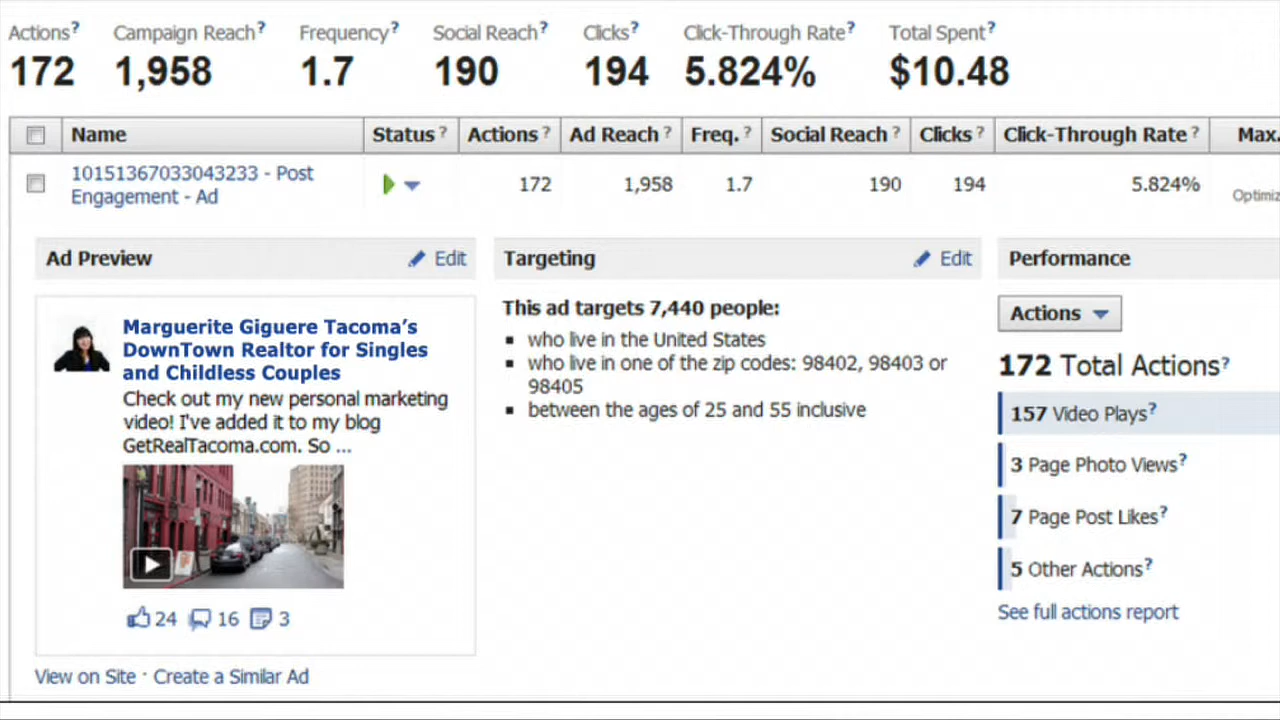 Actions? Campaign Reach? Frequency? Social Reach? Clicks? Click-Through Rate? Total Spent?
172 1,958 1.7 190 194 5.824% $10.48
Name Status? Actions? Ad Reach? Freq.? Social Reach? Clicks? Click-Through Rate? Max.
10151367033043233 - Post
Engagement - Ad
172 1,958 1.7 190 194 5.824%
Optimiz
Ad Preview Edit
Marguerite Giguere Tacoma's
DownTown Realtor for Singles
and Childless Couples
Check out my new personal marketing
video! I've added it to my blog
GetRealTacoma.com. So ...
24 16 3
View on Site · Create a Similar Ad
Targeting Edit
This ad targets 7,440 people:
who live in the United States
who live in one of the zip codes: 98402, 98403 or
98405
between the ages of 25 and 55 inclusive
Performance
Actions
172 Total Actions?
157 Video Plays?
3 Page Photo Views?
7 Page Post Likes?
5 Other Actions?
See full actions report